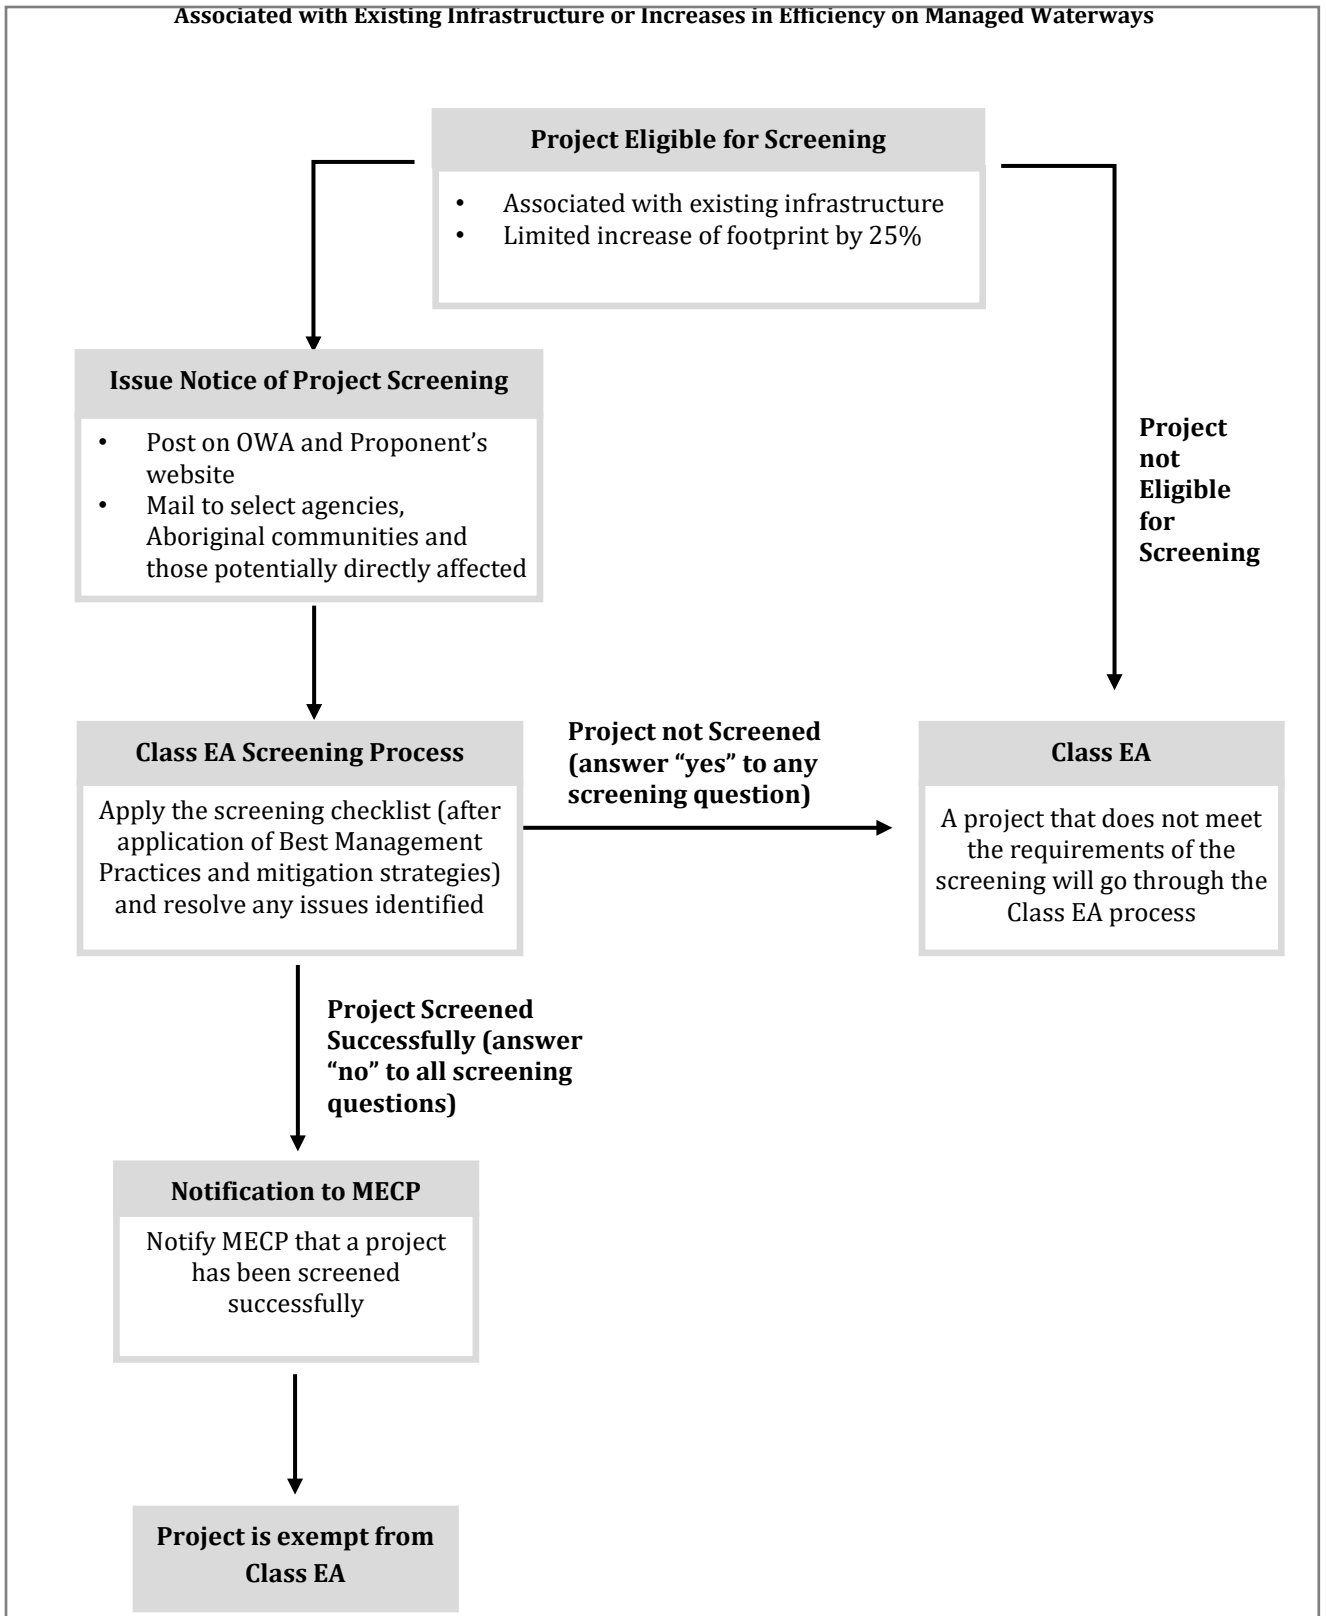 Associated with Existing Infrastructure or Increases in Efficiency on Managed Waterways
Project Eligible for Screening
• Associated with existing infrastructure
• Limited increase of footprint by 25%
Issue Notice of Project Screening
• Post on OWA and Proponent's
website
• Mail to select agencies,
Aboriginal communities and
those potentially directly affected
Project
not
Eligible
for
Screening
Class EA Screening Process
Apply the screening checklist (after
application of Best Management
Practices and mitigation strategies)
and resolve any issues identified
Project not Screened
(answer “yes” to any
screening question)
Class EA
A project that does not meet
the requirements of the
screening will go through the
Class EA process
Project Screened
Successfully (answer
“no” to all screening
questions)
Notification to MECP
Notify MECP that a project
has been screened
successfully
Project is exempt from
Class EA